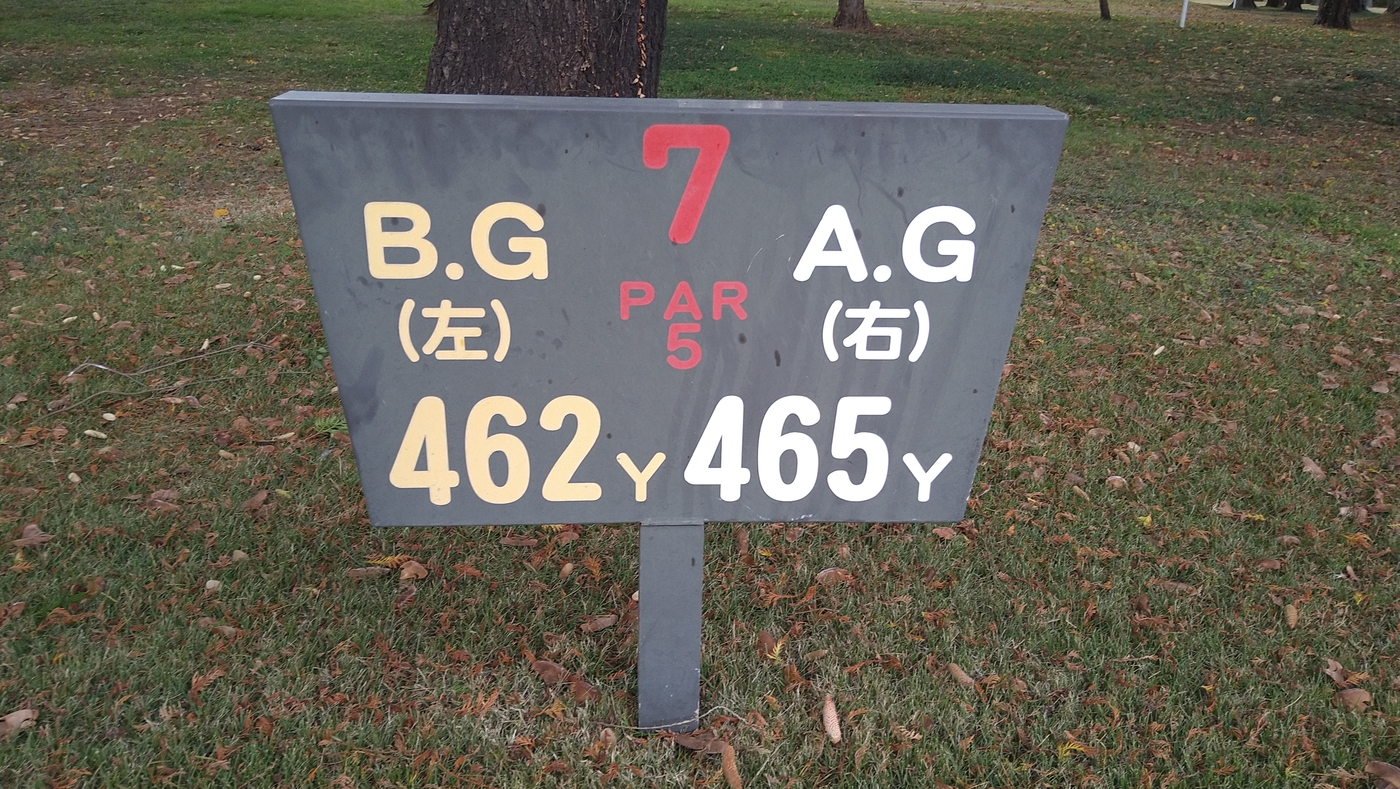 7
B.G A.G
(左) (右)
PAR
5
462Y 465Y